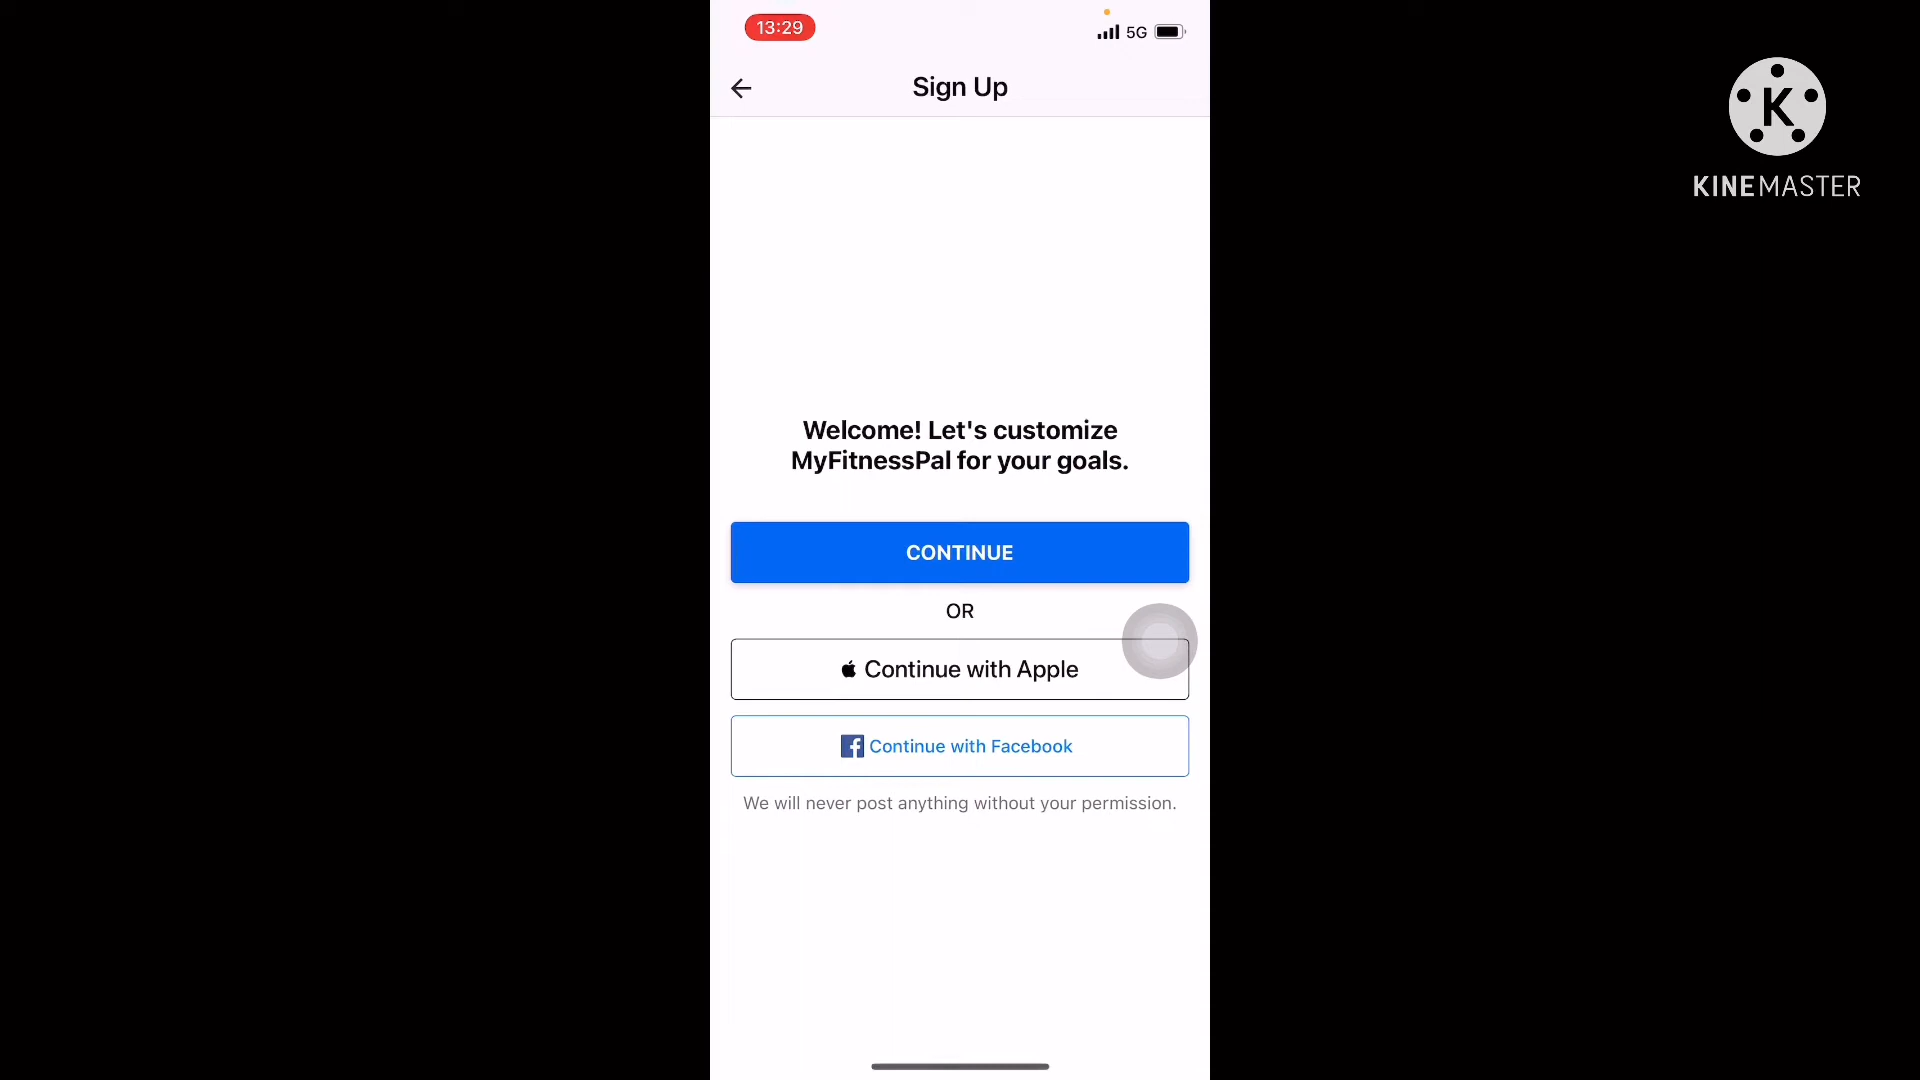 13:29
5G
Sign Up
K
KINEMASTER
Welcome! Let's customize
MyFitnessPal for your goals.
CONTINUE
OR
Continue with Apple
Continue with Facebook
We will never post anything without your permission.